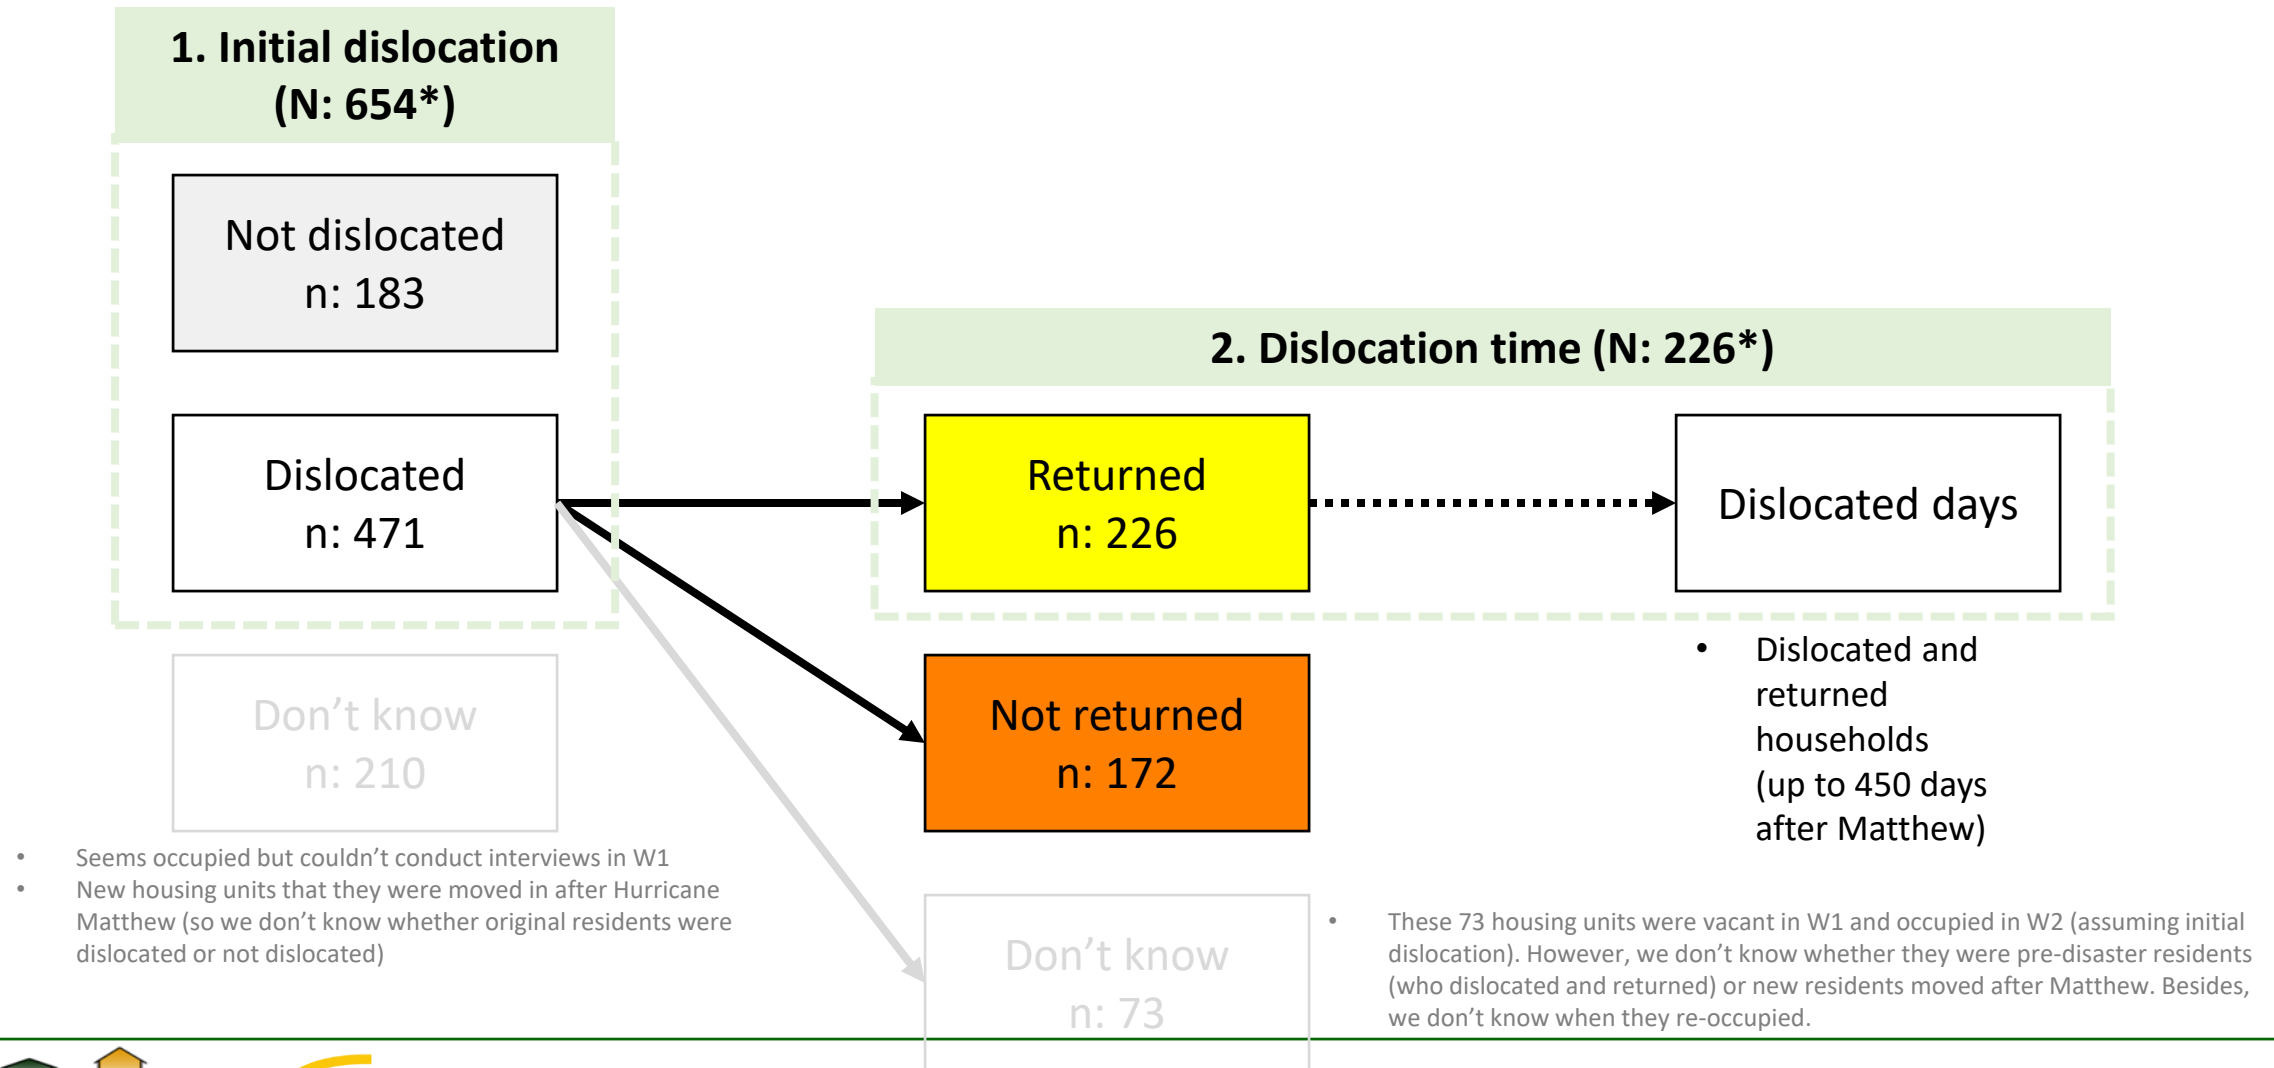 1. Initial dislocation
(N: 654*)
Not dislocated
n: 183
Dislocated
n: 471
Don’t know
n: 210
• Seems occupied but couldn’t conduct interviews in W1
• New housing units that they were moved in after Hurricane
Matthew (so we don’t know whether original residents were
dislocated or not dislocated)
2. Dislocation time (N: 226*)
Returned
n: 226
Dislocated days
Not returned
n: 172
• Dislocated and
returned
households
(up to 450 days
after Matthew)
Don’t know
n: 73
• These 73 housing units were vacant in W1 and occupied in W2 (assuming initial
dislocation). However, we don’t know whether they were pre-disaster residents
(who dislocated and returned) or new residents moved after Matthew. Besides,
we don’t know when they re-occupied.